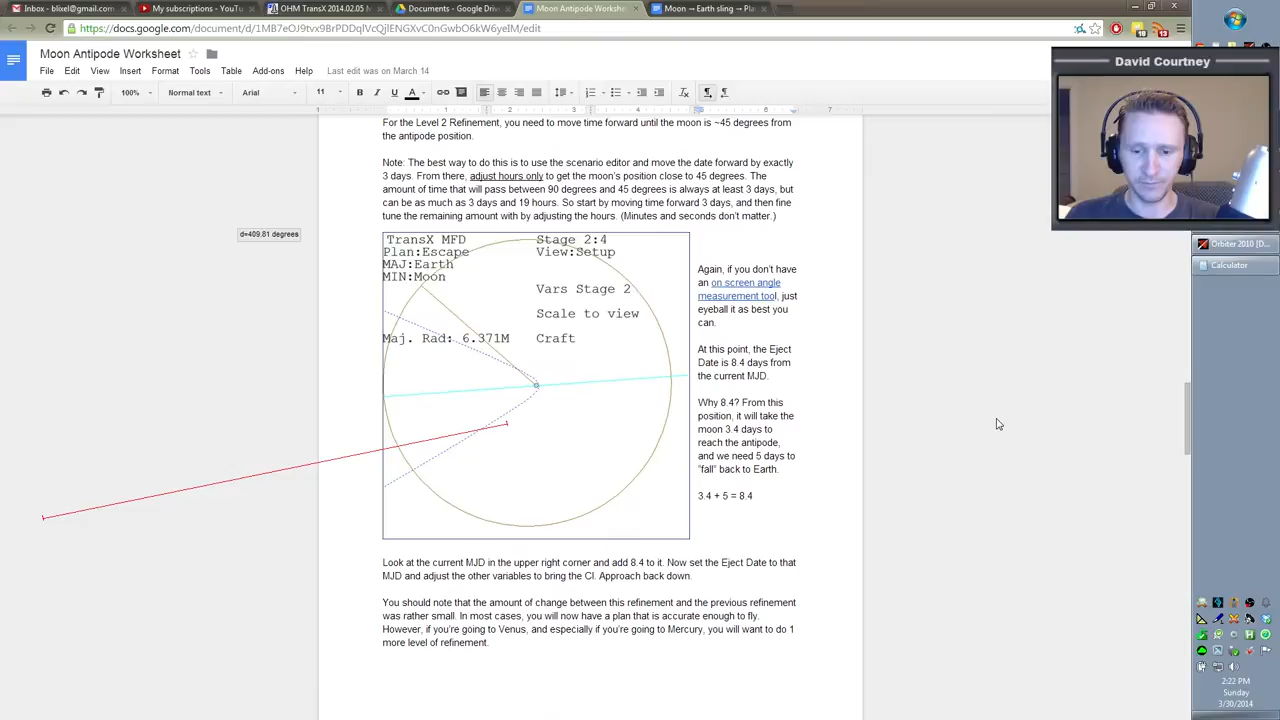 Inbox - blixel@gmail.com
My subscriptions - YouTu
OHM TransX 2014.02.05 M
Documents - Google Drive
Moon Antipode Worksheet
Moon → Earth sling → Pla
https://docs.google.com/document/d/
/edit
Moon Antipode Worksheet
File Edit View Insert Format Tools Table Add-ons Help Last edit was on March 14
100% Normal text Arial 11 B I U A
1 1 2 3 4 5 6 7
David Courtney
For the Level 2 Refinement, you need to move time forward until the moon is ~45 degrees from
the antipode position.
Note: The best way to do this is to use the scenario editor and move the date forward by exactly
3 days. From there, adjust hours only to get the moon's position close to 45 degrees. The
amount of time that will pass between 90 degrees and 45 degrees is always at least 3 days, but
can be as much as 3 days and 19 hours. So start by moving time forward 3 days, and then fine
tune the remaining amount with by adjusting the hours. (Minutes and seconds don't matter.)
d=409.81 degrees
TransX MFD Stage 2:4
Plan:Escape View:Setup
MAJ:Earth
MIN:Moon
Vars Stage 2
Scale to view
Maj. Rad: 6.371M Craft
Again, if you don't have
an on screen angle
measurement tool, just
eyeball it as best you
can.
At this point, the Eject
Date is 8.4 days from
the current MJD.
Why 8.4? From this
position, it will take the
moon 3.4 days to
reach the antipode,
and we need 5 days to
"fall" back to Earth.
3.4 + 5 = 8.4
Look at the current MJD in the upper right corner and add 8.4 to it. Now set the Eject Date to that
MJD and adjust the other variables to bring the Cl. Approach back down.
You should note that the amount of change between this refinement and the previous refinement
was rather small. In most cases, you will now have a plan that is accurate enough to fly.
However, if you're going to Venus, and especially if you're going to Mercury, you will want to do 1
more level of refinement.
Orbiter 2010 [D...
Calculator
2:22 PM
Sunday
3/30/2014